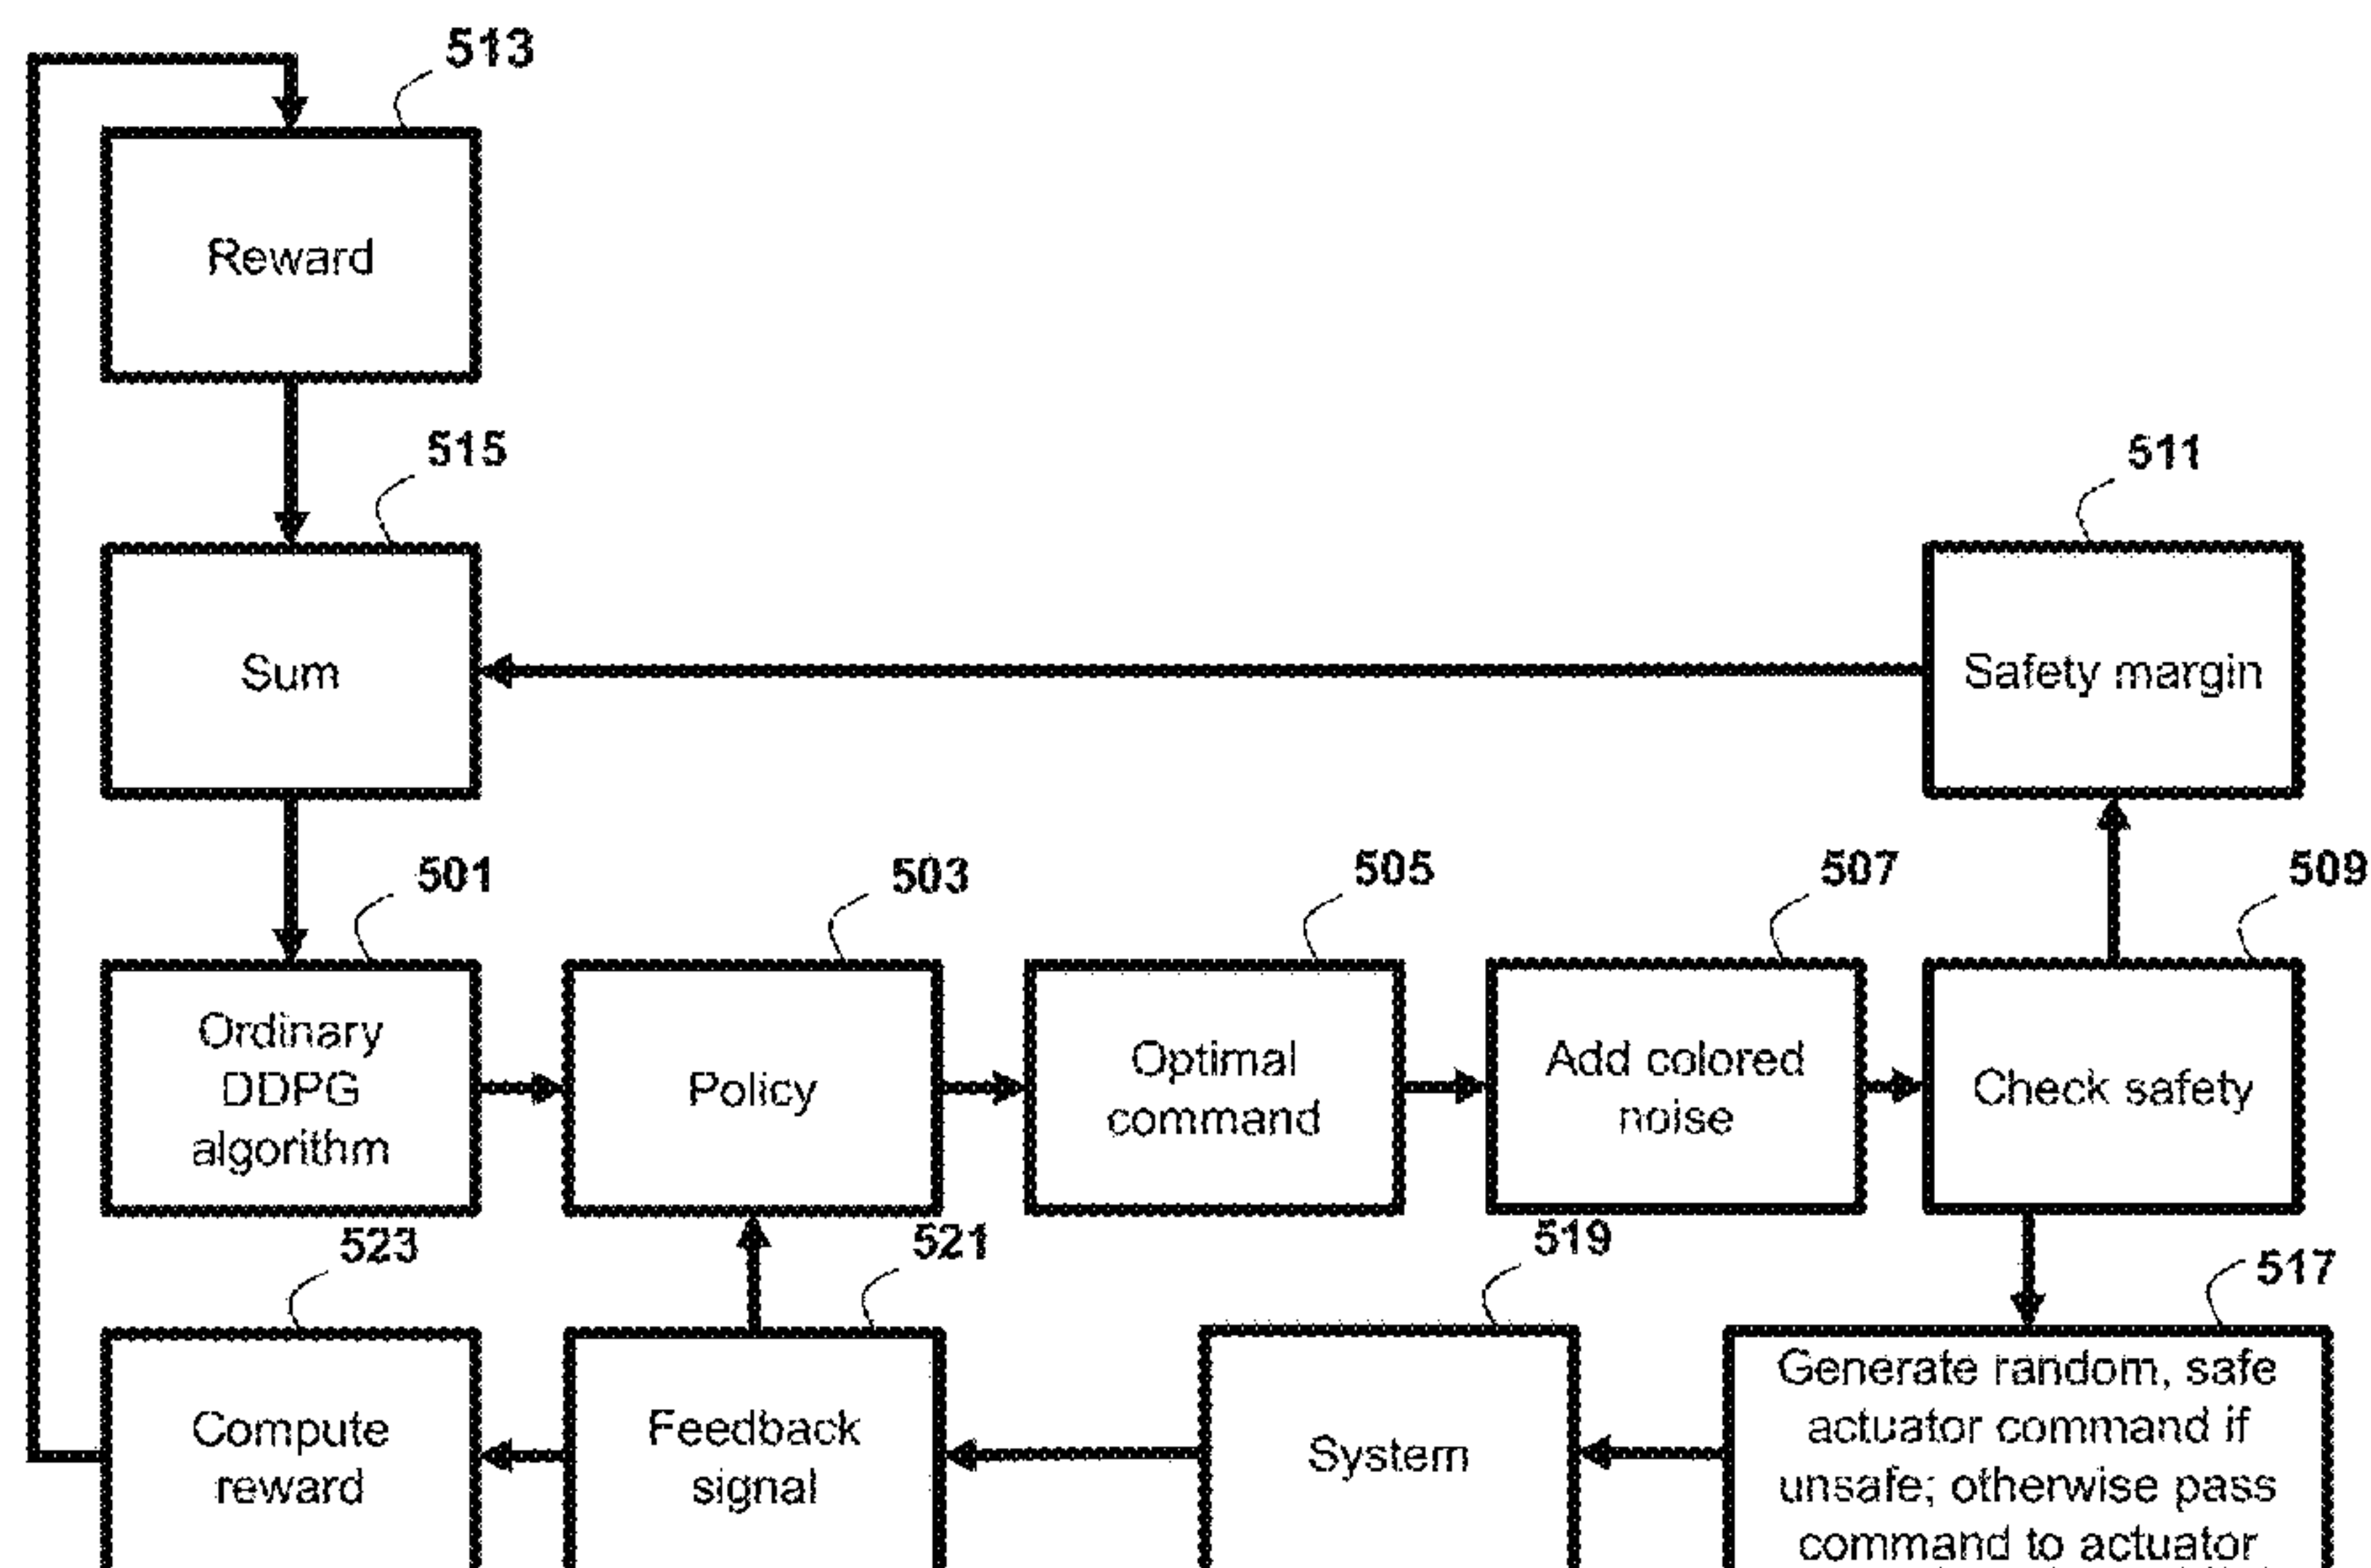 513
Reward
515
511
Sum
Safety margin
501
503
505
507
509
Ordinary
DDPG
algorithm
Policy
Optimal
command
Add colored
noise
Check safety
523
521
519
517
Compute
reward
Feedback
signal
System
Generate random, safe
actuator command if
unsafe; otherwise pass
command to actuator